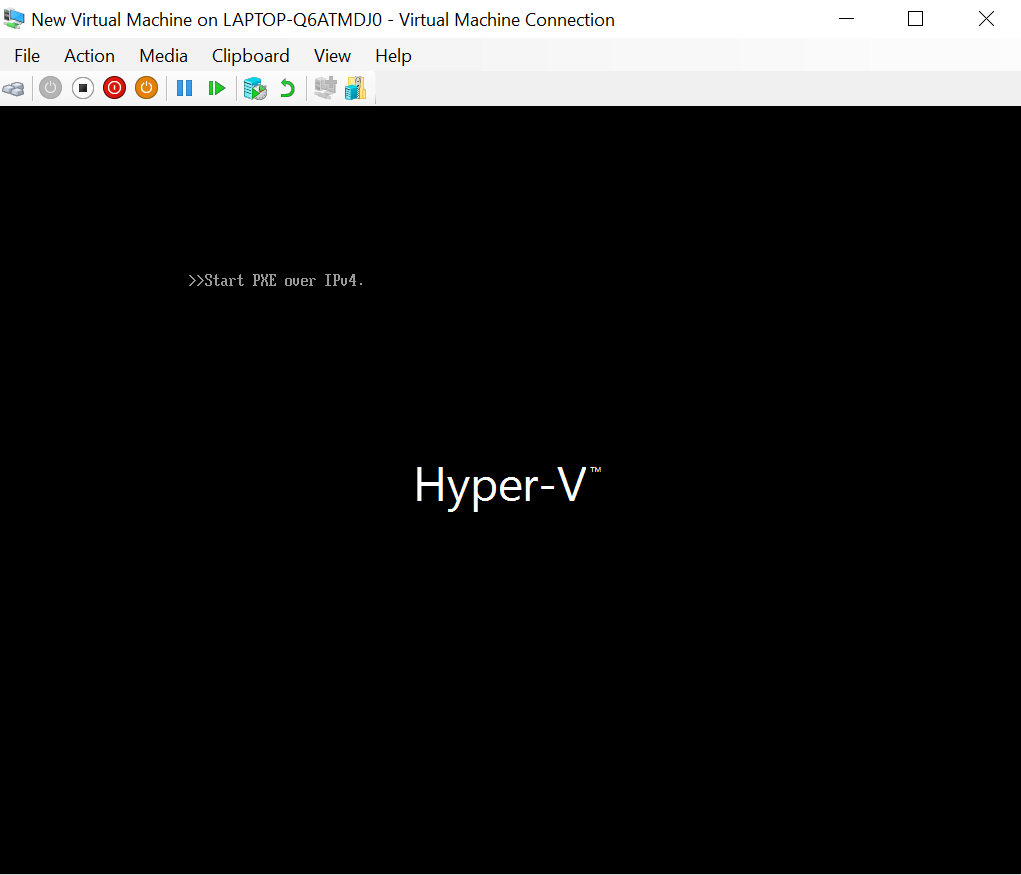 New Virtual Machine on LAPTOP-Q6ATMDJ0 - Virtual Machine Connection
File Action Media Clipboard View Help
>>Start PXE over IPv4.
Hyper-V™